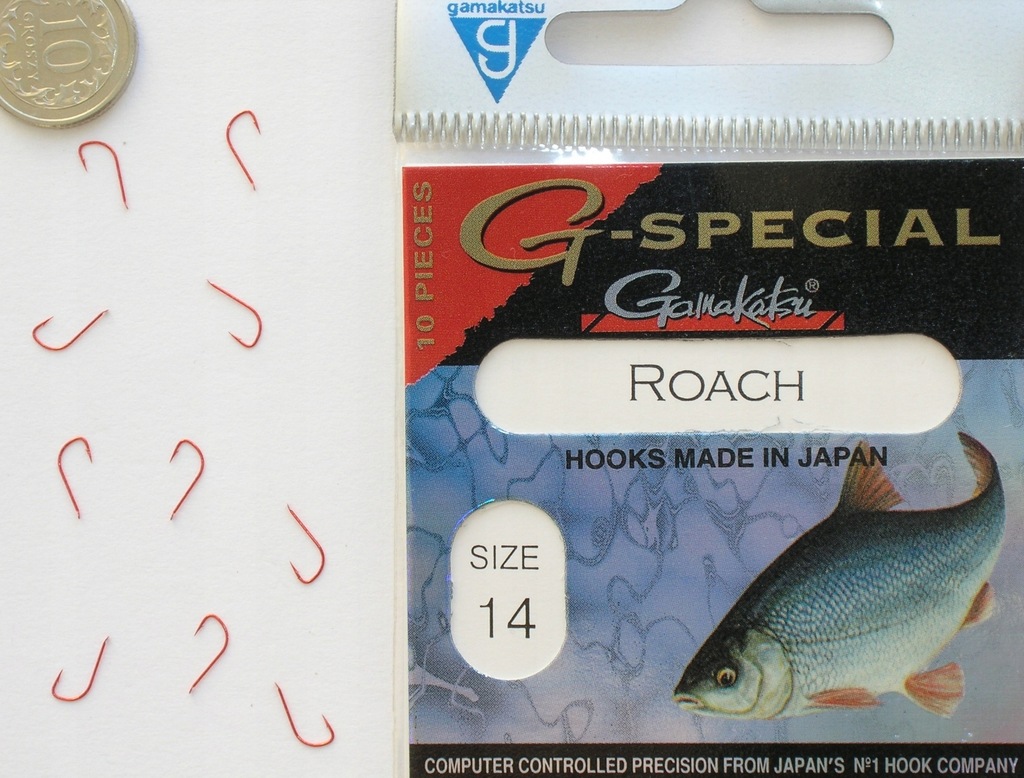 10
GROSZY
gamakatsu
g
10 PIECES
G-SPECIAL
Gamakatsu®
ROACH
HOOKS MADE IN JAPAN
SIZE
14
COMPUTER CONTROLLED PRECISION FROM JAPAN'S Nº1 HOOK COMPANY